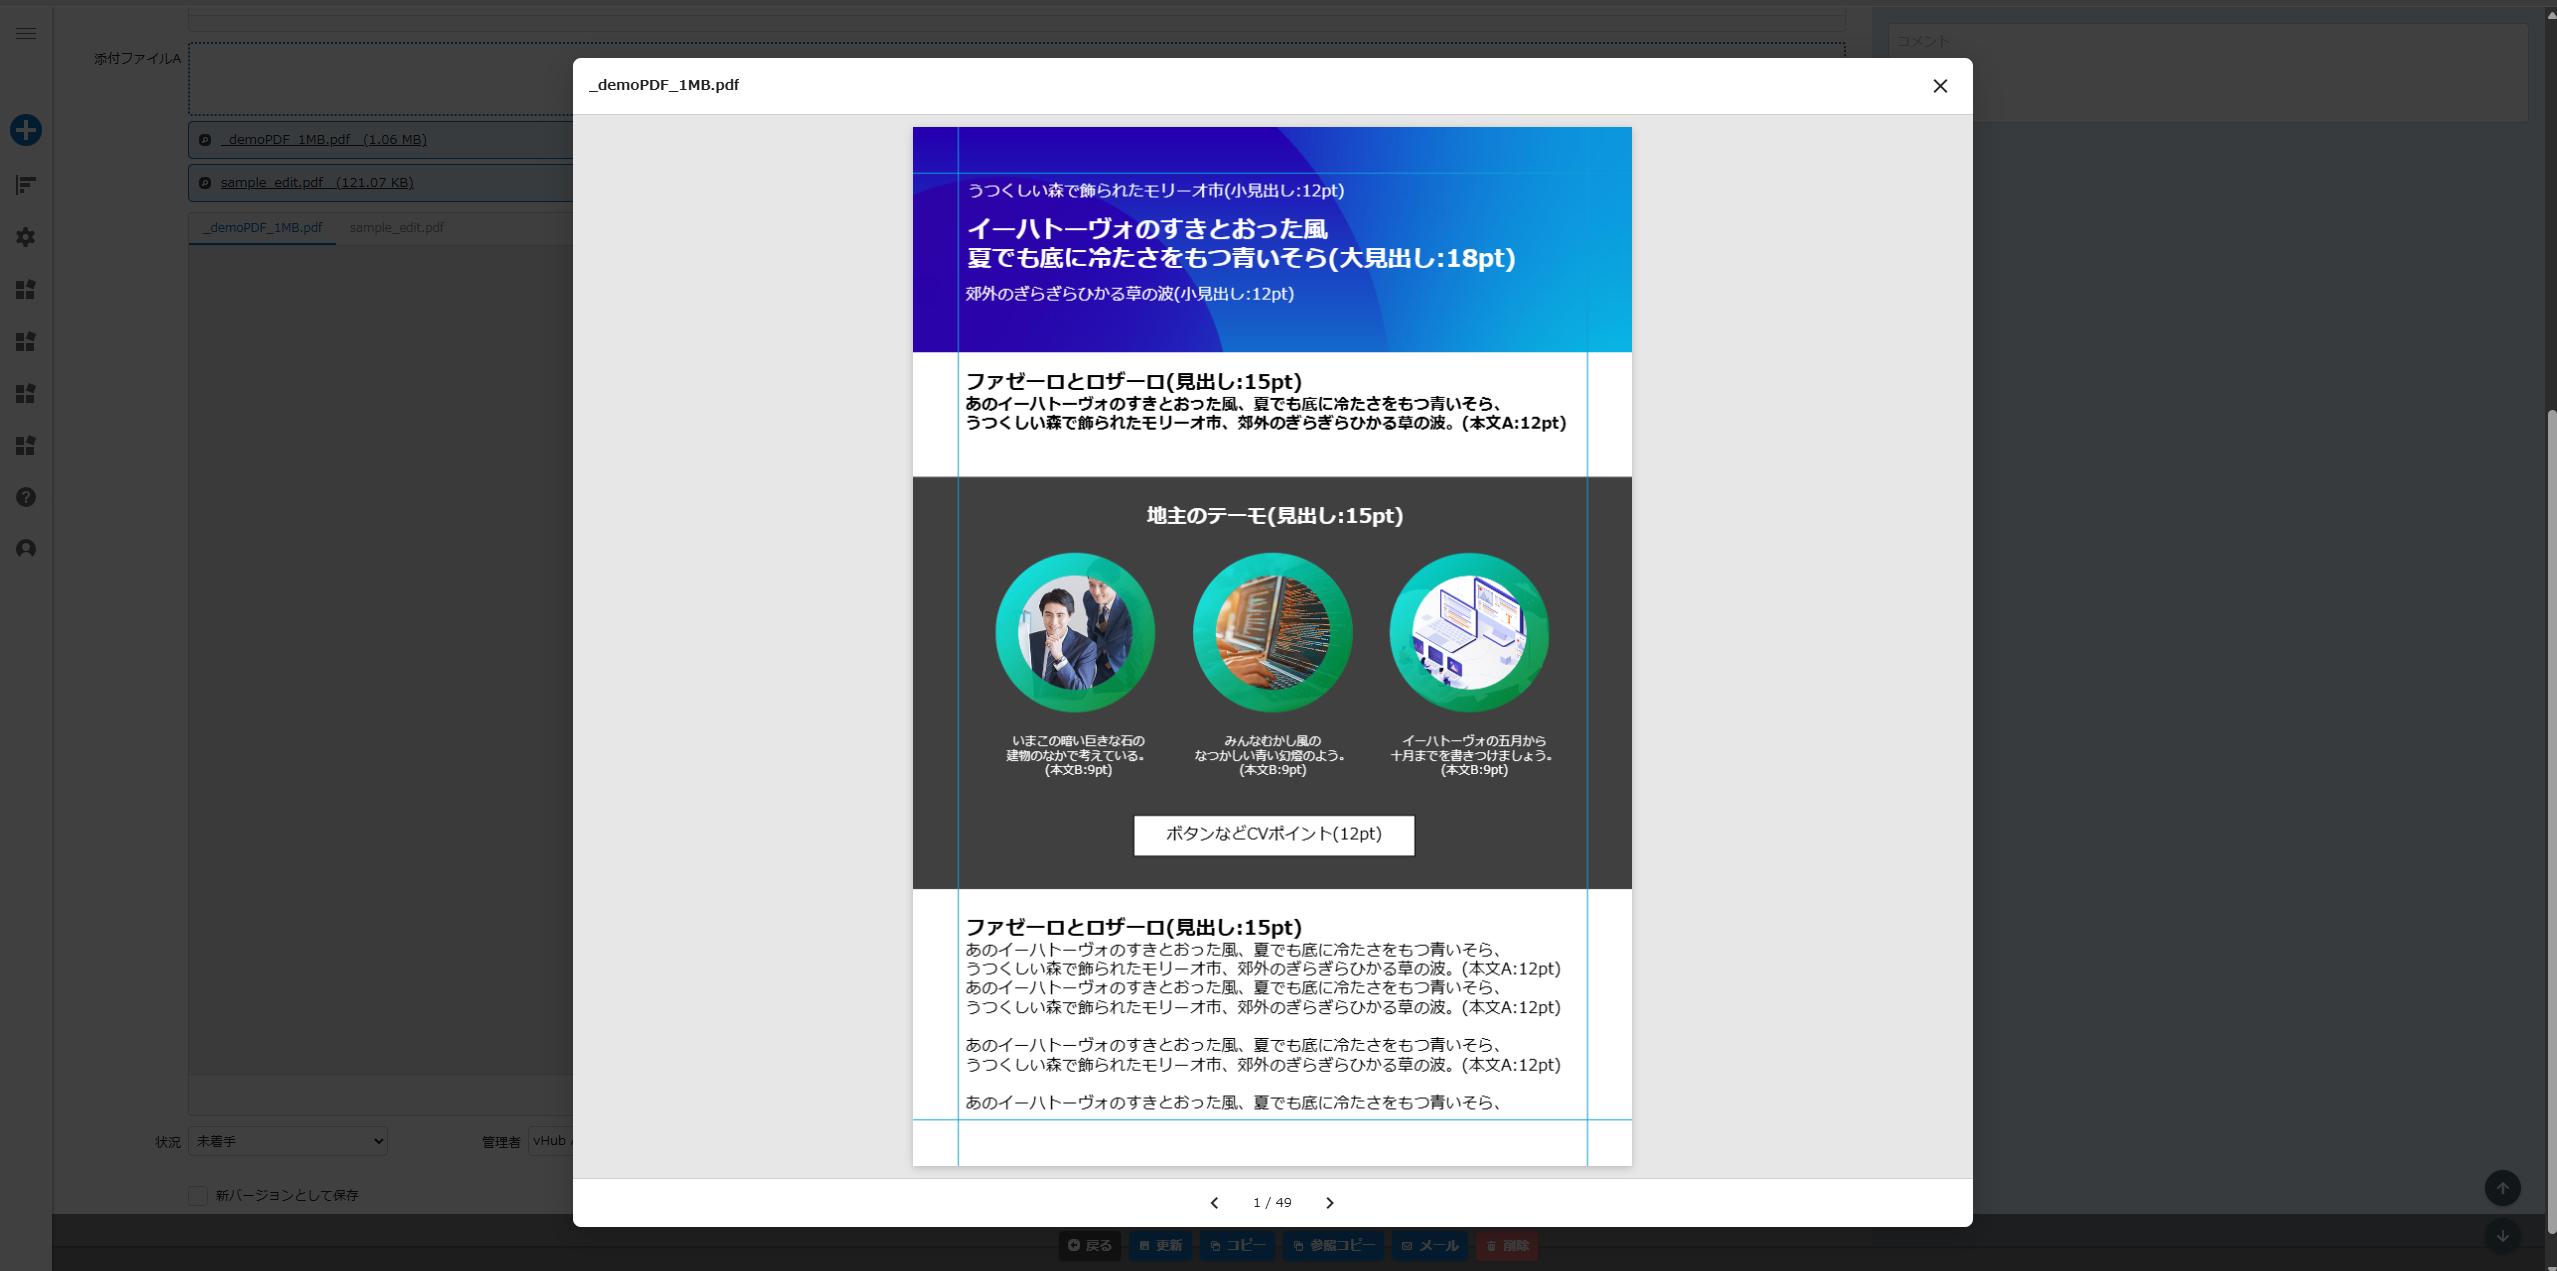 コメント
添付ファイルA
_demoPDF_1MB.pdf (1.06 MB)
sample_edit.pdf (121.07 KB)
_demoPDF_1MB.pdf sample_edit.pdf
_demoPDF_1MB.pdf
うつくしい森で飾られたモリーオ市(小見出し:12pt)
イーハトーヴォのすきとおった風
夏でも底に冷たさをもつ青いそら(大見出し:18pt)
郊外のぎらぎらひかる草の波(小見出し:12pt)
ファゼーロとロザーロ(見出し:15pt)
あのイーハトーヴォのすきとおった風、夏でも底に冷たさをもつ青いそら、
うつくしい森で飾られたモリーオ市、郊外のぎらぎらひかる草の波。(本文A:12pt)
地主のテーモ(見出し:15pt)
いまこの暗い巨きな石の
建物のなかで考えている。
(本文B:9pt)
みんなむかし風の
なつかしい青い幻燈のよう。
(本文B:9pt)
イーハトーヴォの五月から
十月までを書きつけましょう。
(本文B:9pt)
ボタンなどCVポイント(12pt)
ファゼーロとロザーロ(見出し:15pt)
あのイーハトーヴォのすきとおった風、夏でも底に冷たさをもつ青いそら、
うつくしい森で飾られたモリーオ市、郊外のぎらぎらひかる草の波。(本文A:12pt)
あのイーハトーヴォのすきとおった風、夏でも底に冷たさをもつ青いそら、
うつくしい森で飾られたモリーオ市、郊外のぎらぎらひかる草の波。(本文A:12pt)
あのイーハトーヴォのすきとおった風、夏でも底に冷たさをもつ青いそら、
うつくしい森で飾られたモリーオ市、郊外のぎらぎらひかる草の波。(本文A:12pt)
あのイーハトーヴォのすきとおった風、夏でも底に冷たさをもつ青いそら、
1 / 49
状況 未着手 管理者 vHub
新バージョンとして保存
戻る 更新 コピー 参照コピー メール 削除